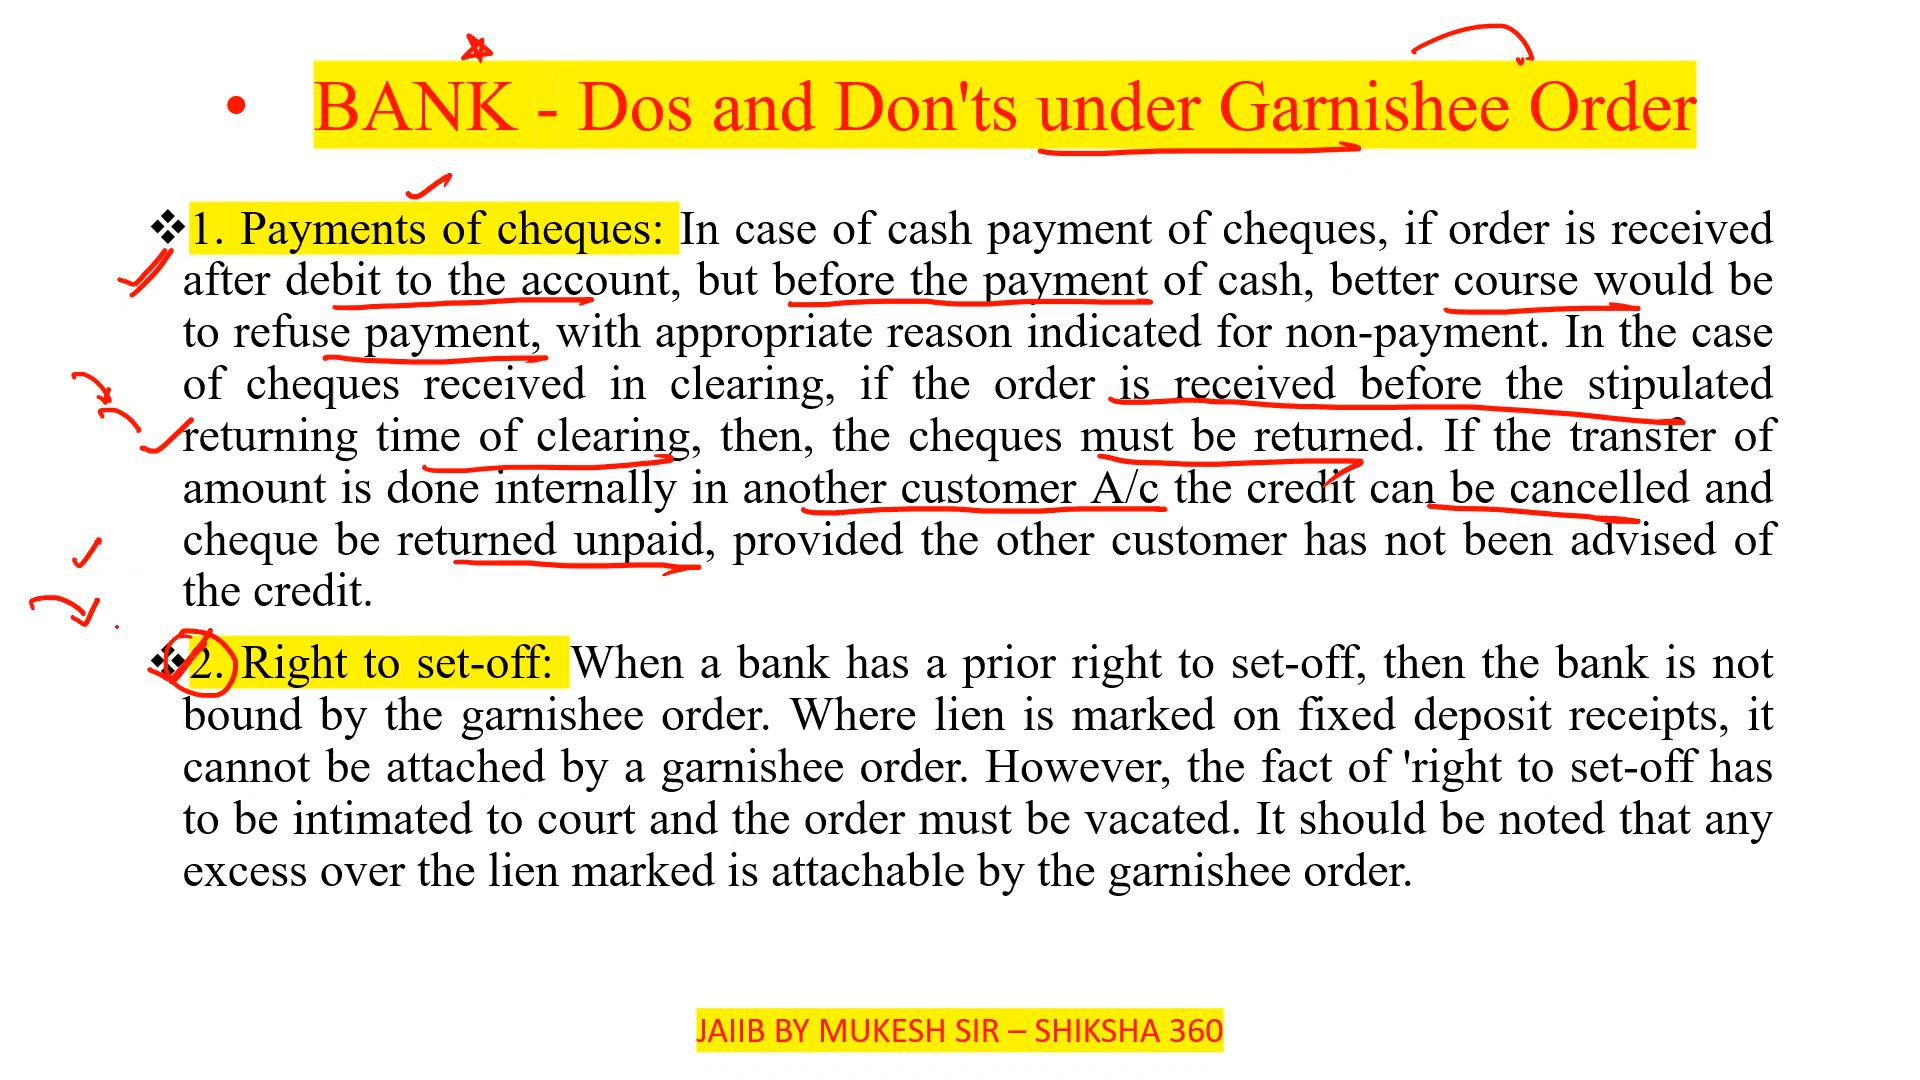 • BANK - Dos and Don'ts under Garnishee Order
❖1. Payments of cheques: In case of cash payment of cheques, if order is received
after debit to the account, but before the payment of cash, better course would be
to refuse payment, with appropriate reason indicated for non-payment. In the case
of cheques received in clearing, if the order is received before the stipulated
returning time of clearing, then, the cheques must be returned. If the transfer of
amount is done internally in another customer A/c the credit can be cancelled and
cheque be returned unpaid, provided the other customer has not been advised of
the credit.
❖2. Right to set-off: When a bank has a prior right to set-off, then the bank is not
bound by the garnishee order. Where lien is marked on fixed deposit receipts, it
cannot be attached by a garnishee order. However, the fact of 'right to set-off has
to be intimated to court and the order must be vacated. It should be noted that any
excess over the lien marked is attachable by the garnishee order.
JAIIB BY MUKESH SIR – SHIKSHA 360